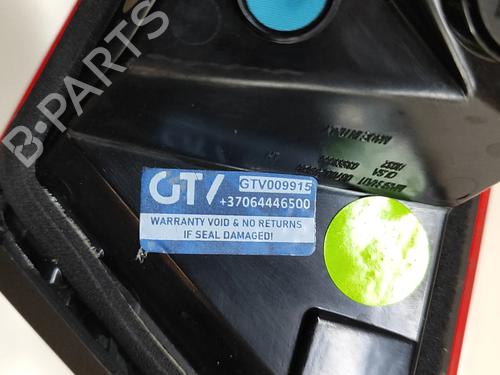 B-PARTS
GTV
GTV009915
+37064446500
WARRANTY VOID & NO RETURNS
IF SEAL DAMAGED!